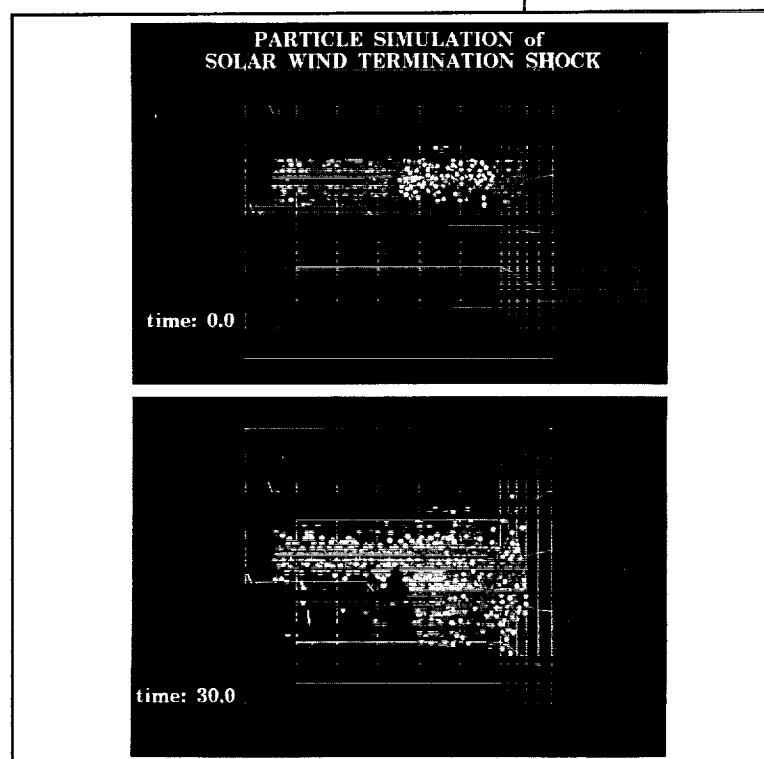 PARTICLE SIMULATION of
SOLAR WIND TERMINATION SHOCK
time: 0.0
time: 30.0